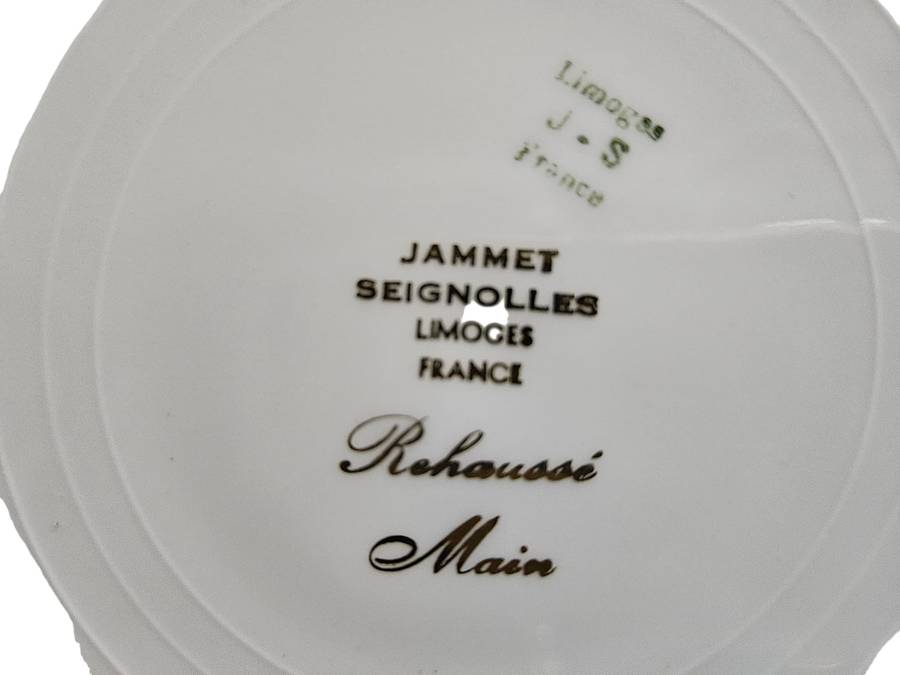 Limoges
J • S
France
JAMMET
SEIGNOLLES
LIMOGES
FRANCE
Rehaussé
Main